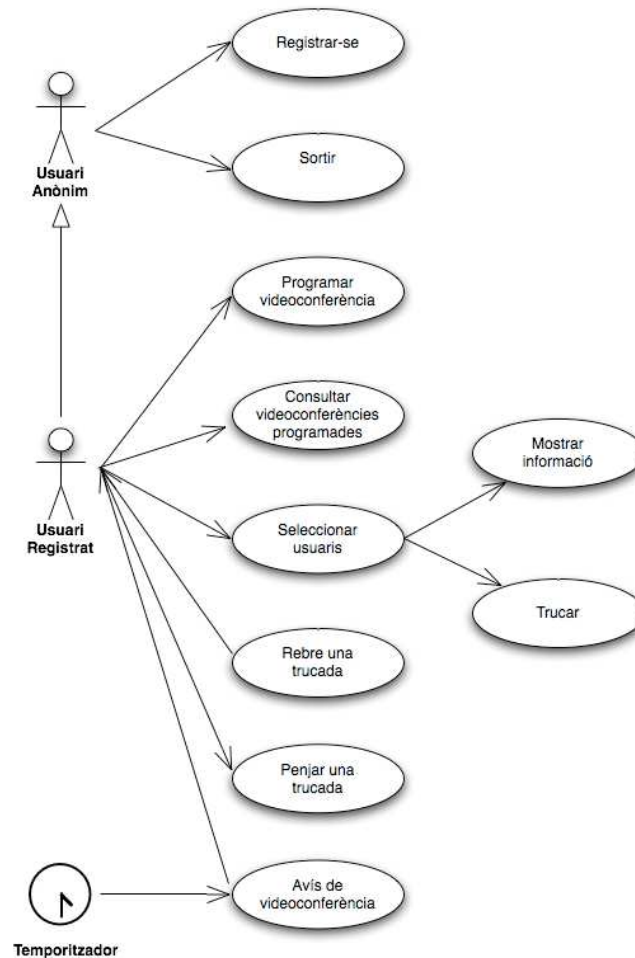 Registrar-se
Usuari
Anònim
Sortir
Programar
videoconferència
Consultar
videoconferències
programades
Mostrar
informació
Usuari
Registrat
Seleccionar
usuaris
Trucar
Rebre una
trucada
Penjar una
trucada
Avís de
videoconferència
Temporitzador